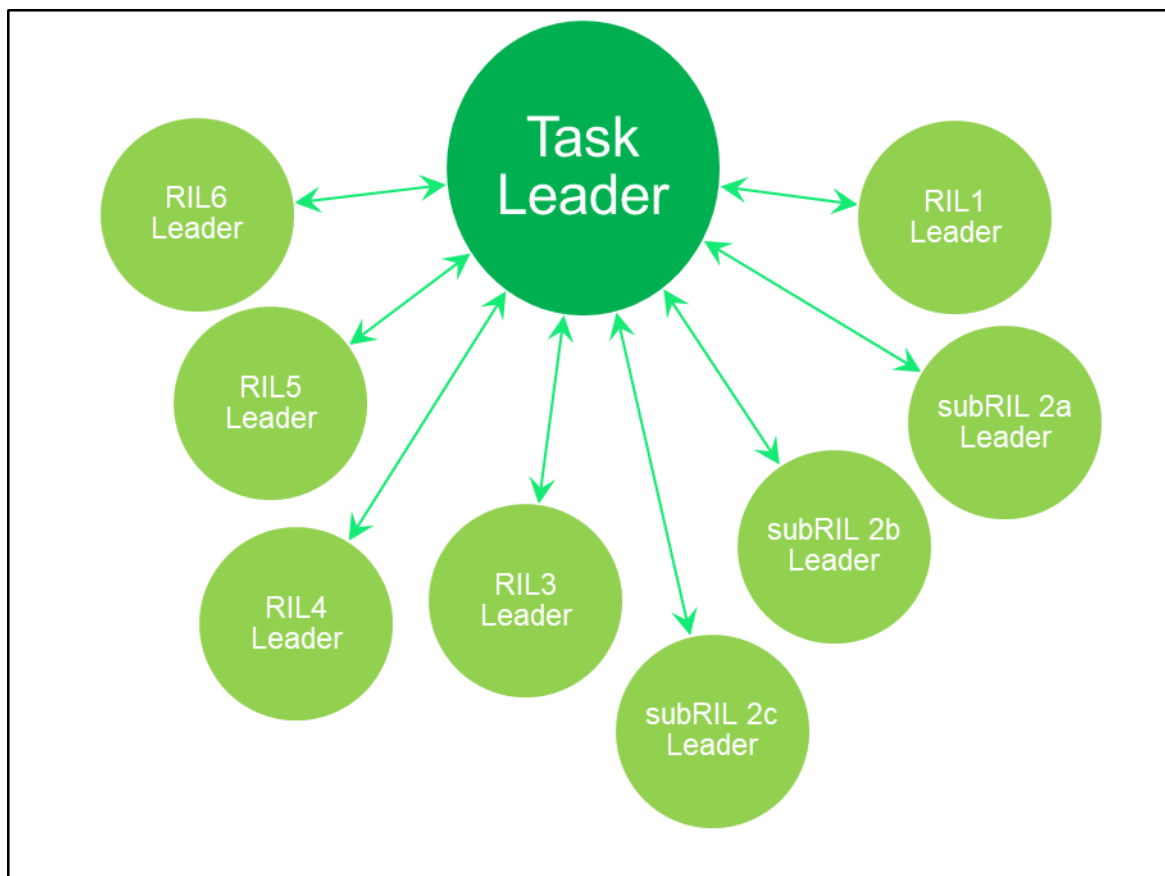 Task
Leader
RIL6
Leader
RIL1
Leader
RIL5
Leader
subRIL 2a
Leader
subRIL 2b
Leader
RIL3
Leader
RIL4
Leader
subRIL 2c
Leader